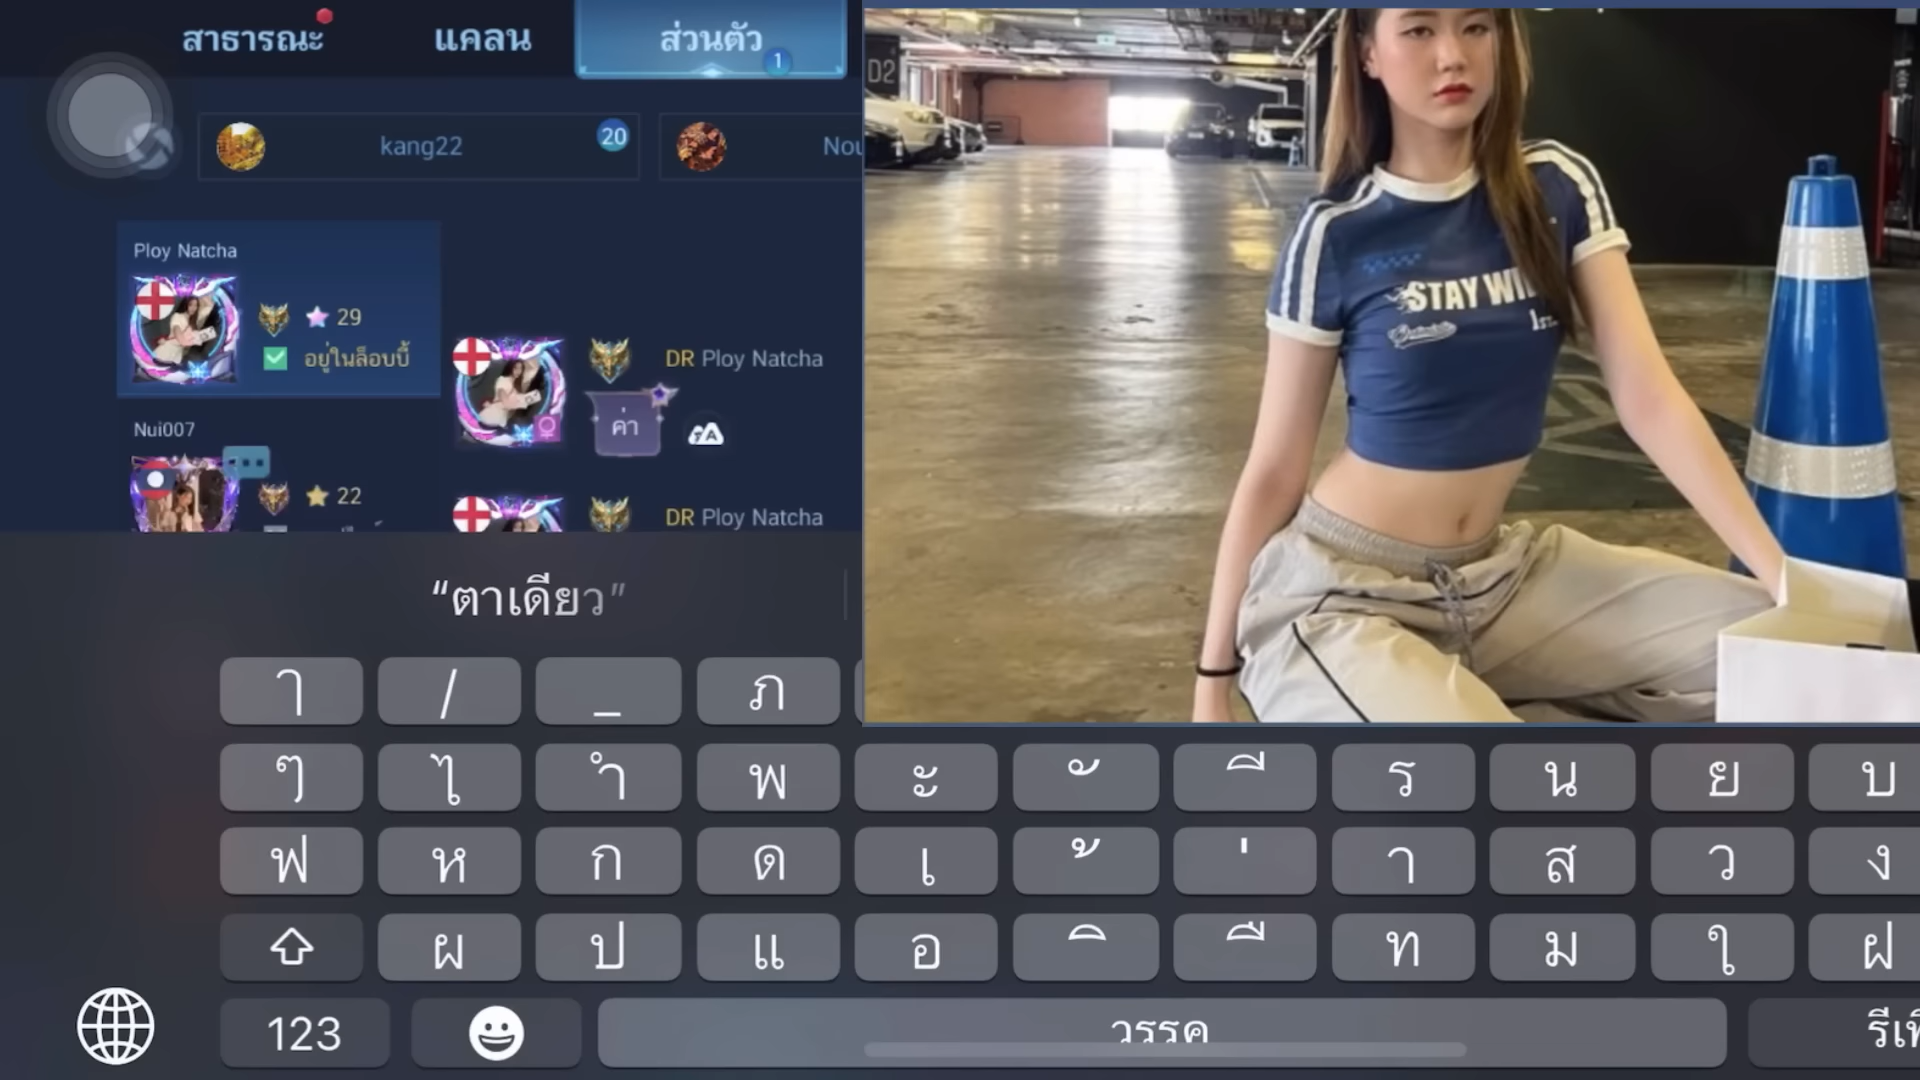 สาธารณะ
แคลน
ส่วนตัว
1
kang22
20
Nou
Ploy Natcha
29
อยู่ในล็อบบี้
DR Ploy Natcha
ค่า
Nui007
22
DR Ploy Natcha
D2
STAY WI
"ตาเดียว"
ๅ / _ ภ
ๆ ไ ำ พ ะ ั ี ร น ย บ
ฟ ห ก ด เ ้ ่ า ส ว ง
ผ ป แ อ ิ ื ท ม ใ ฝ
123
วรรค